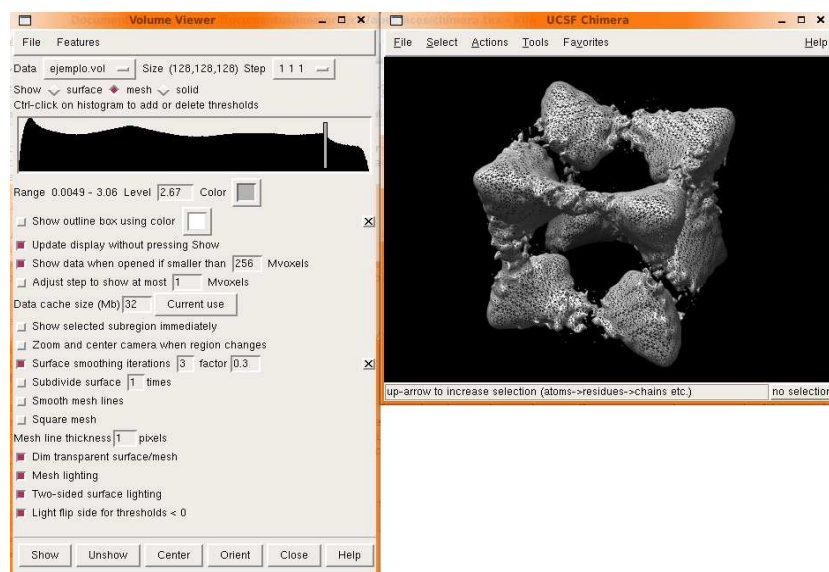 Volume Viewer
File Features
Data ejemplo.vol Size (128,128,128) Step 1 1 1
Show surface mesh solid
Ctrl-click on histogram to add or delete thresholds
Range 0.0049 - 3.06 Level 2.67 Color
Show outline box using color
Update display without pressing Show
Show data when opened if smaller than 256 Mvoxels
Adjust step to show at most 1 Mvoxels
Data cache size (Mb) 32 Current use
Show selected subregion immediately
Zoom and center camera when region changes
Surface smoothing iterations 3 factor 0.3
Subdivide surface 1 times
Smooth mesh lines
Square mesh
Mesh line thickness 1 pixels
Dim transparent surface/mesh
Mesh lighting
Two-sided surface lighting
Light flip side for thresholds < 0
Show Unshow Center Orient Close Help
UCSF Chimera
File Select Actions Tools Favorites Help
up-arrow to increase selection (atoms->residues->chains etc.) no selection